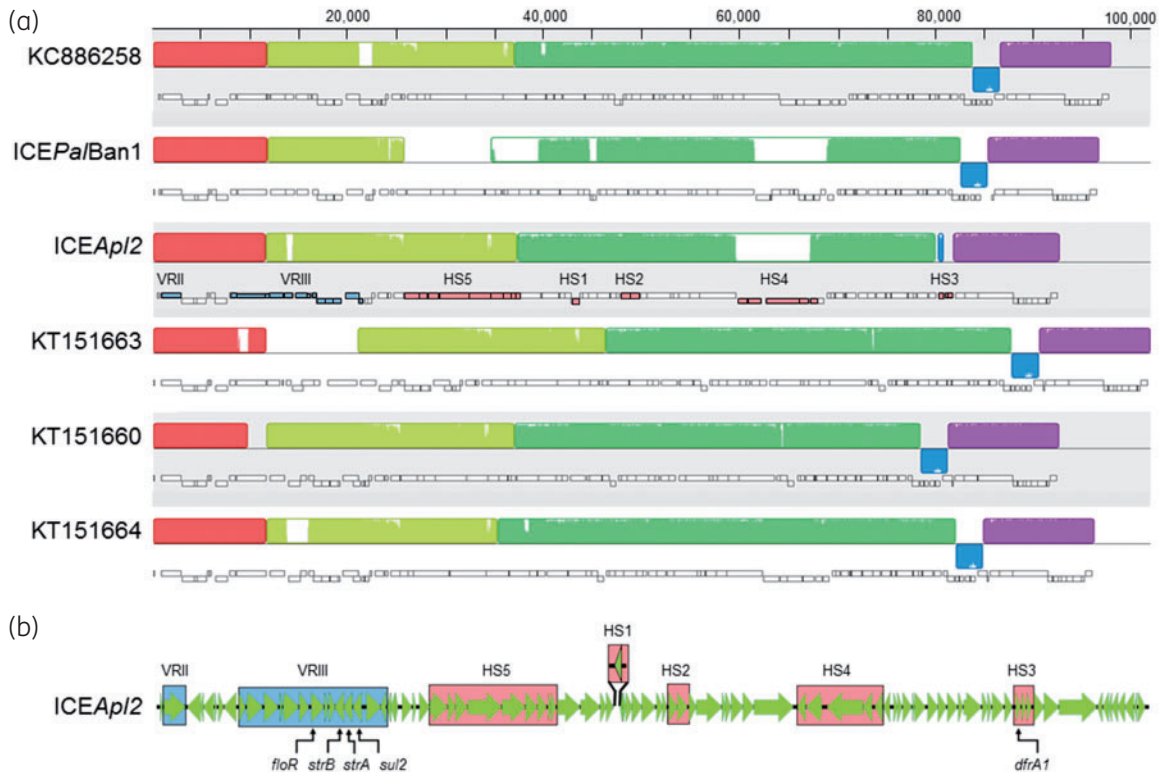 (a)
20,000 40,000 60,000 80,000 100,000
KC886258
ICEPalBan1
ICEApl2
VRII VRIII HS5 HS1 HS2 HS4 HS3
KT151663
KT151660
KT151664
(b)
HS1
VRII VRIII HS5 HS2 HS4 HS3
ICEApl2
floR strB strA sul2 dfrA1